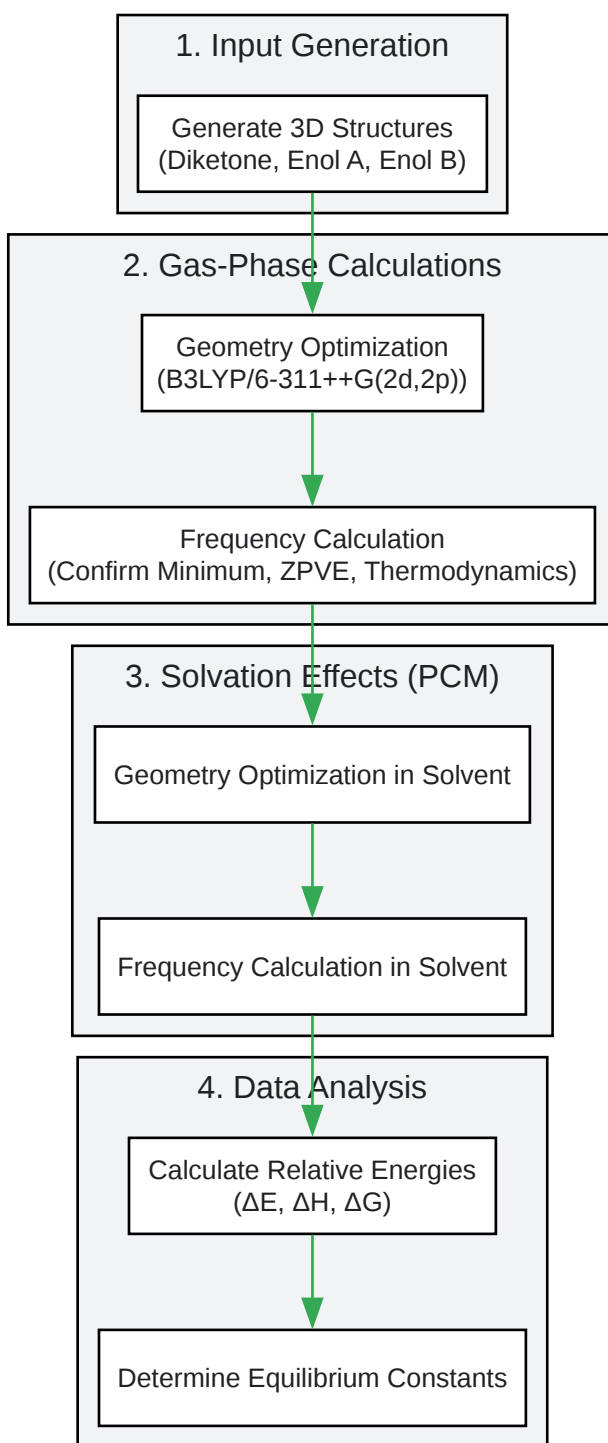 1. Input Generation
Generate 3D Structures
(Diketone, Enol A, Enol B)
2. Gas-Phase Calculations
Geometry Optimization
(B3LYP/6-311++G(2d,2p))
Frequency Calculation
(Confirm Minimum, ZPVE, Thermodynamics)
3. Solvation Effects (PCM)
Geometry Optimization in Solvent
Frequency Calculation in Solvent
4. Data Analysis
Calculate Relative Energies
(ΔE, ΔH, ΔG)
Determine Equilibrium Constants